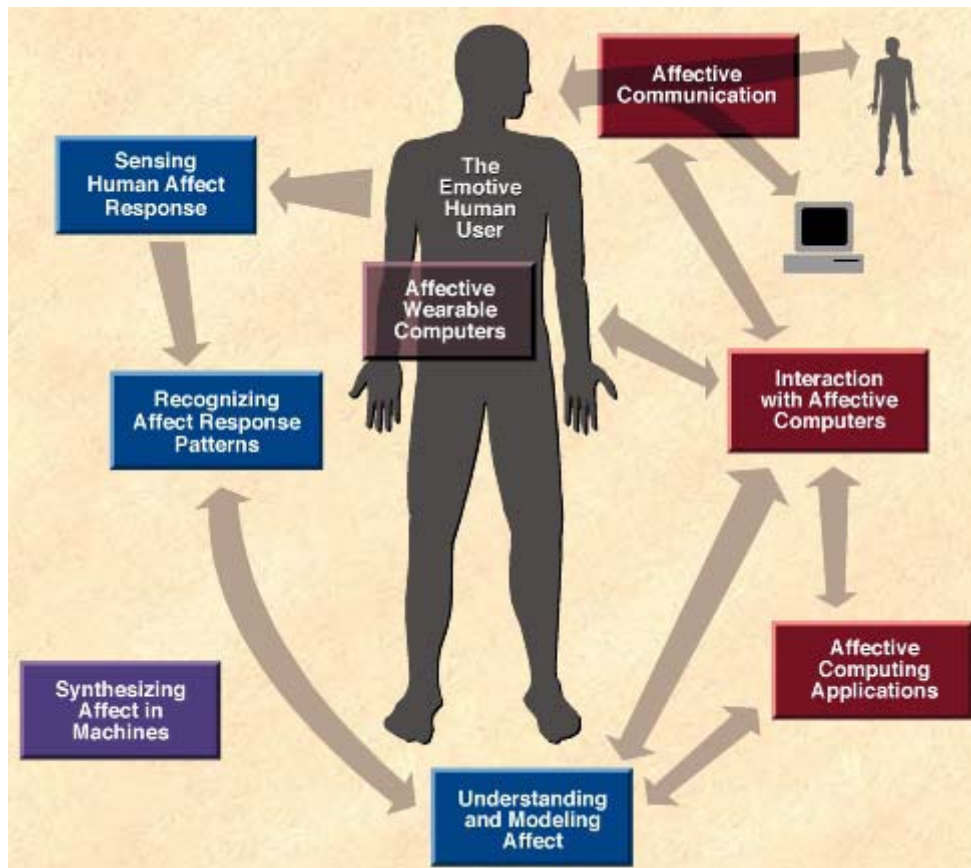 Affective
Communication
Sensing
Human Affect
Response
The
Emotive
Human
User
Affective
Wearable
Computers
Recognizing
Affect Response
Patterns
Interaction
with Affective
Computers
Synthesizing
Affect in
Machines
Affective
Computing
Applications
Understanding
and Modeling
Affect